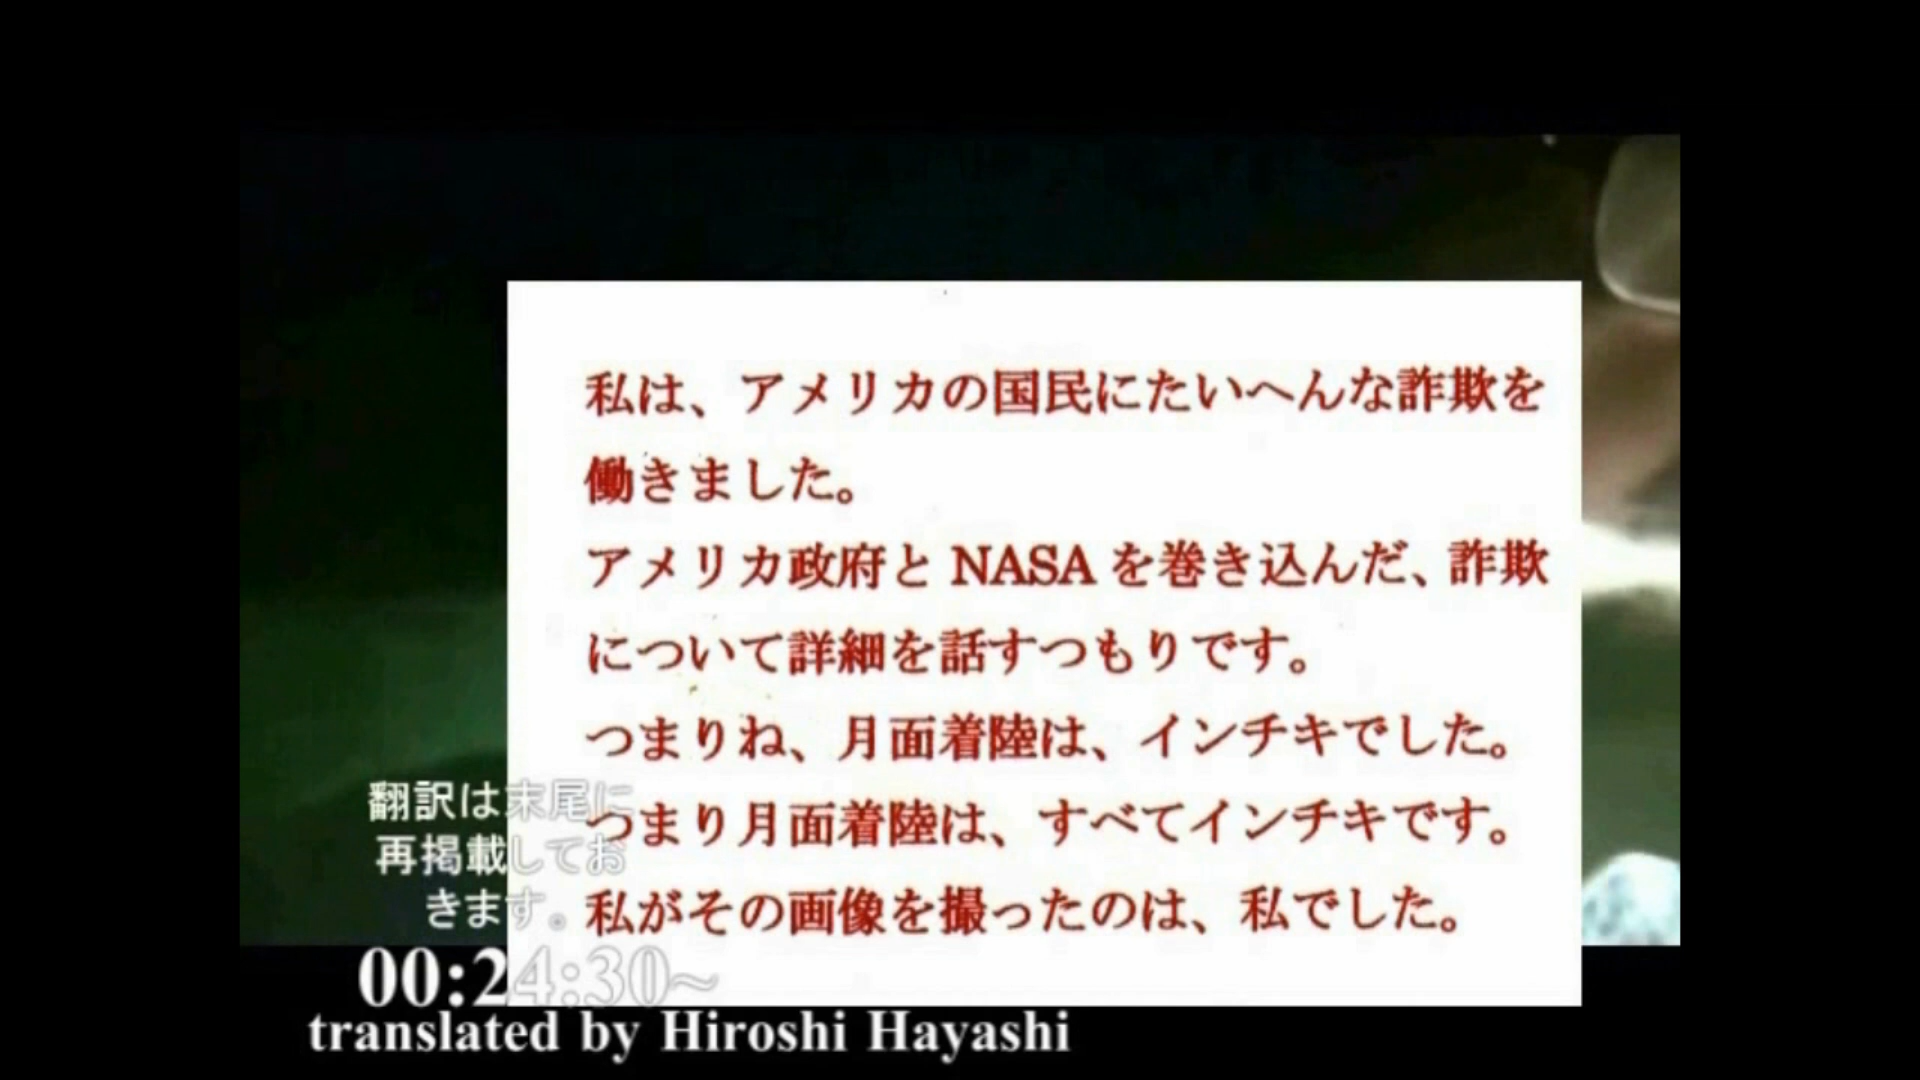 私は、アメリカの国民にたいへんな詐欺を
働きました。
アメリカ政府と NASA を巻き込んだ、詐欺
について詳細を話すつもりです。
つまりね、月面着陸は、インチキでした。
つまり月面着陸は、すべてインチキです。
私がその画像を撮ったのは、私でした。
翻訳は末尾に
再掲載してお
きます。
00:24:30~
translated by Hiroshi Hayashi